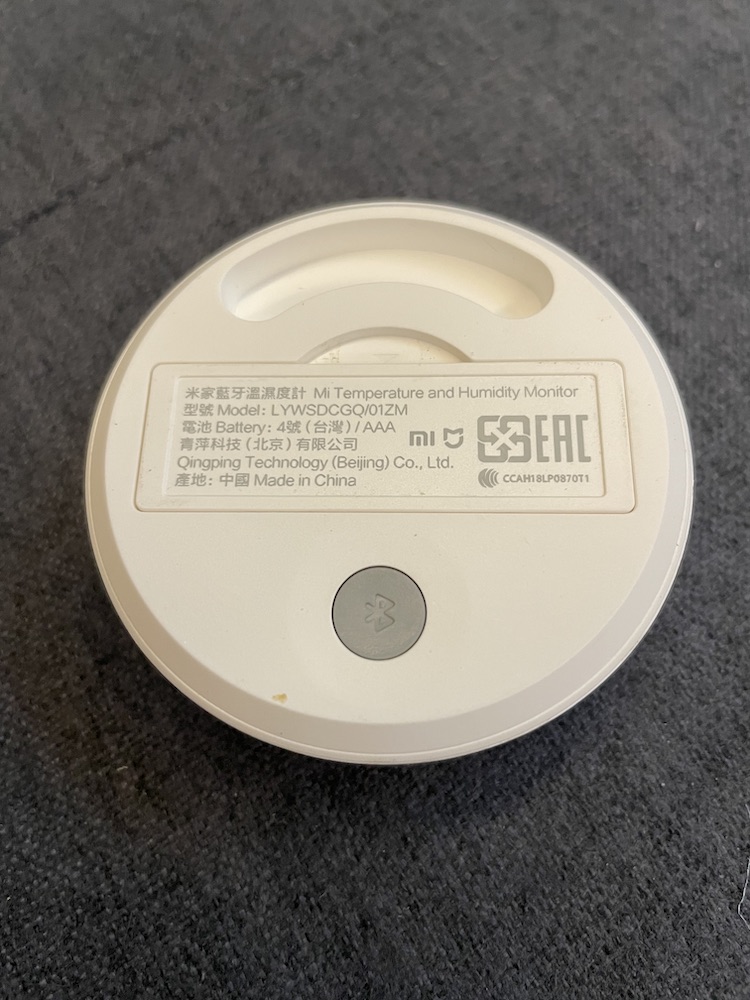 米家藍牙溫濕度計 Mi Temperature and Humidity Monitor
型號 Model: LYWSDCGQ/01ZM
電池 Battery: 4號 (台灣) / AAA
青萍科技 (北京) 有限公司
Qingping Technology (Beijing) Co., Ltd.
產地: 中國 Made in China
mi
EAC
CCAH18LP0870T1